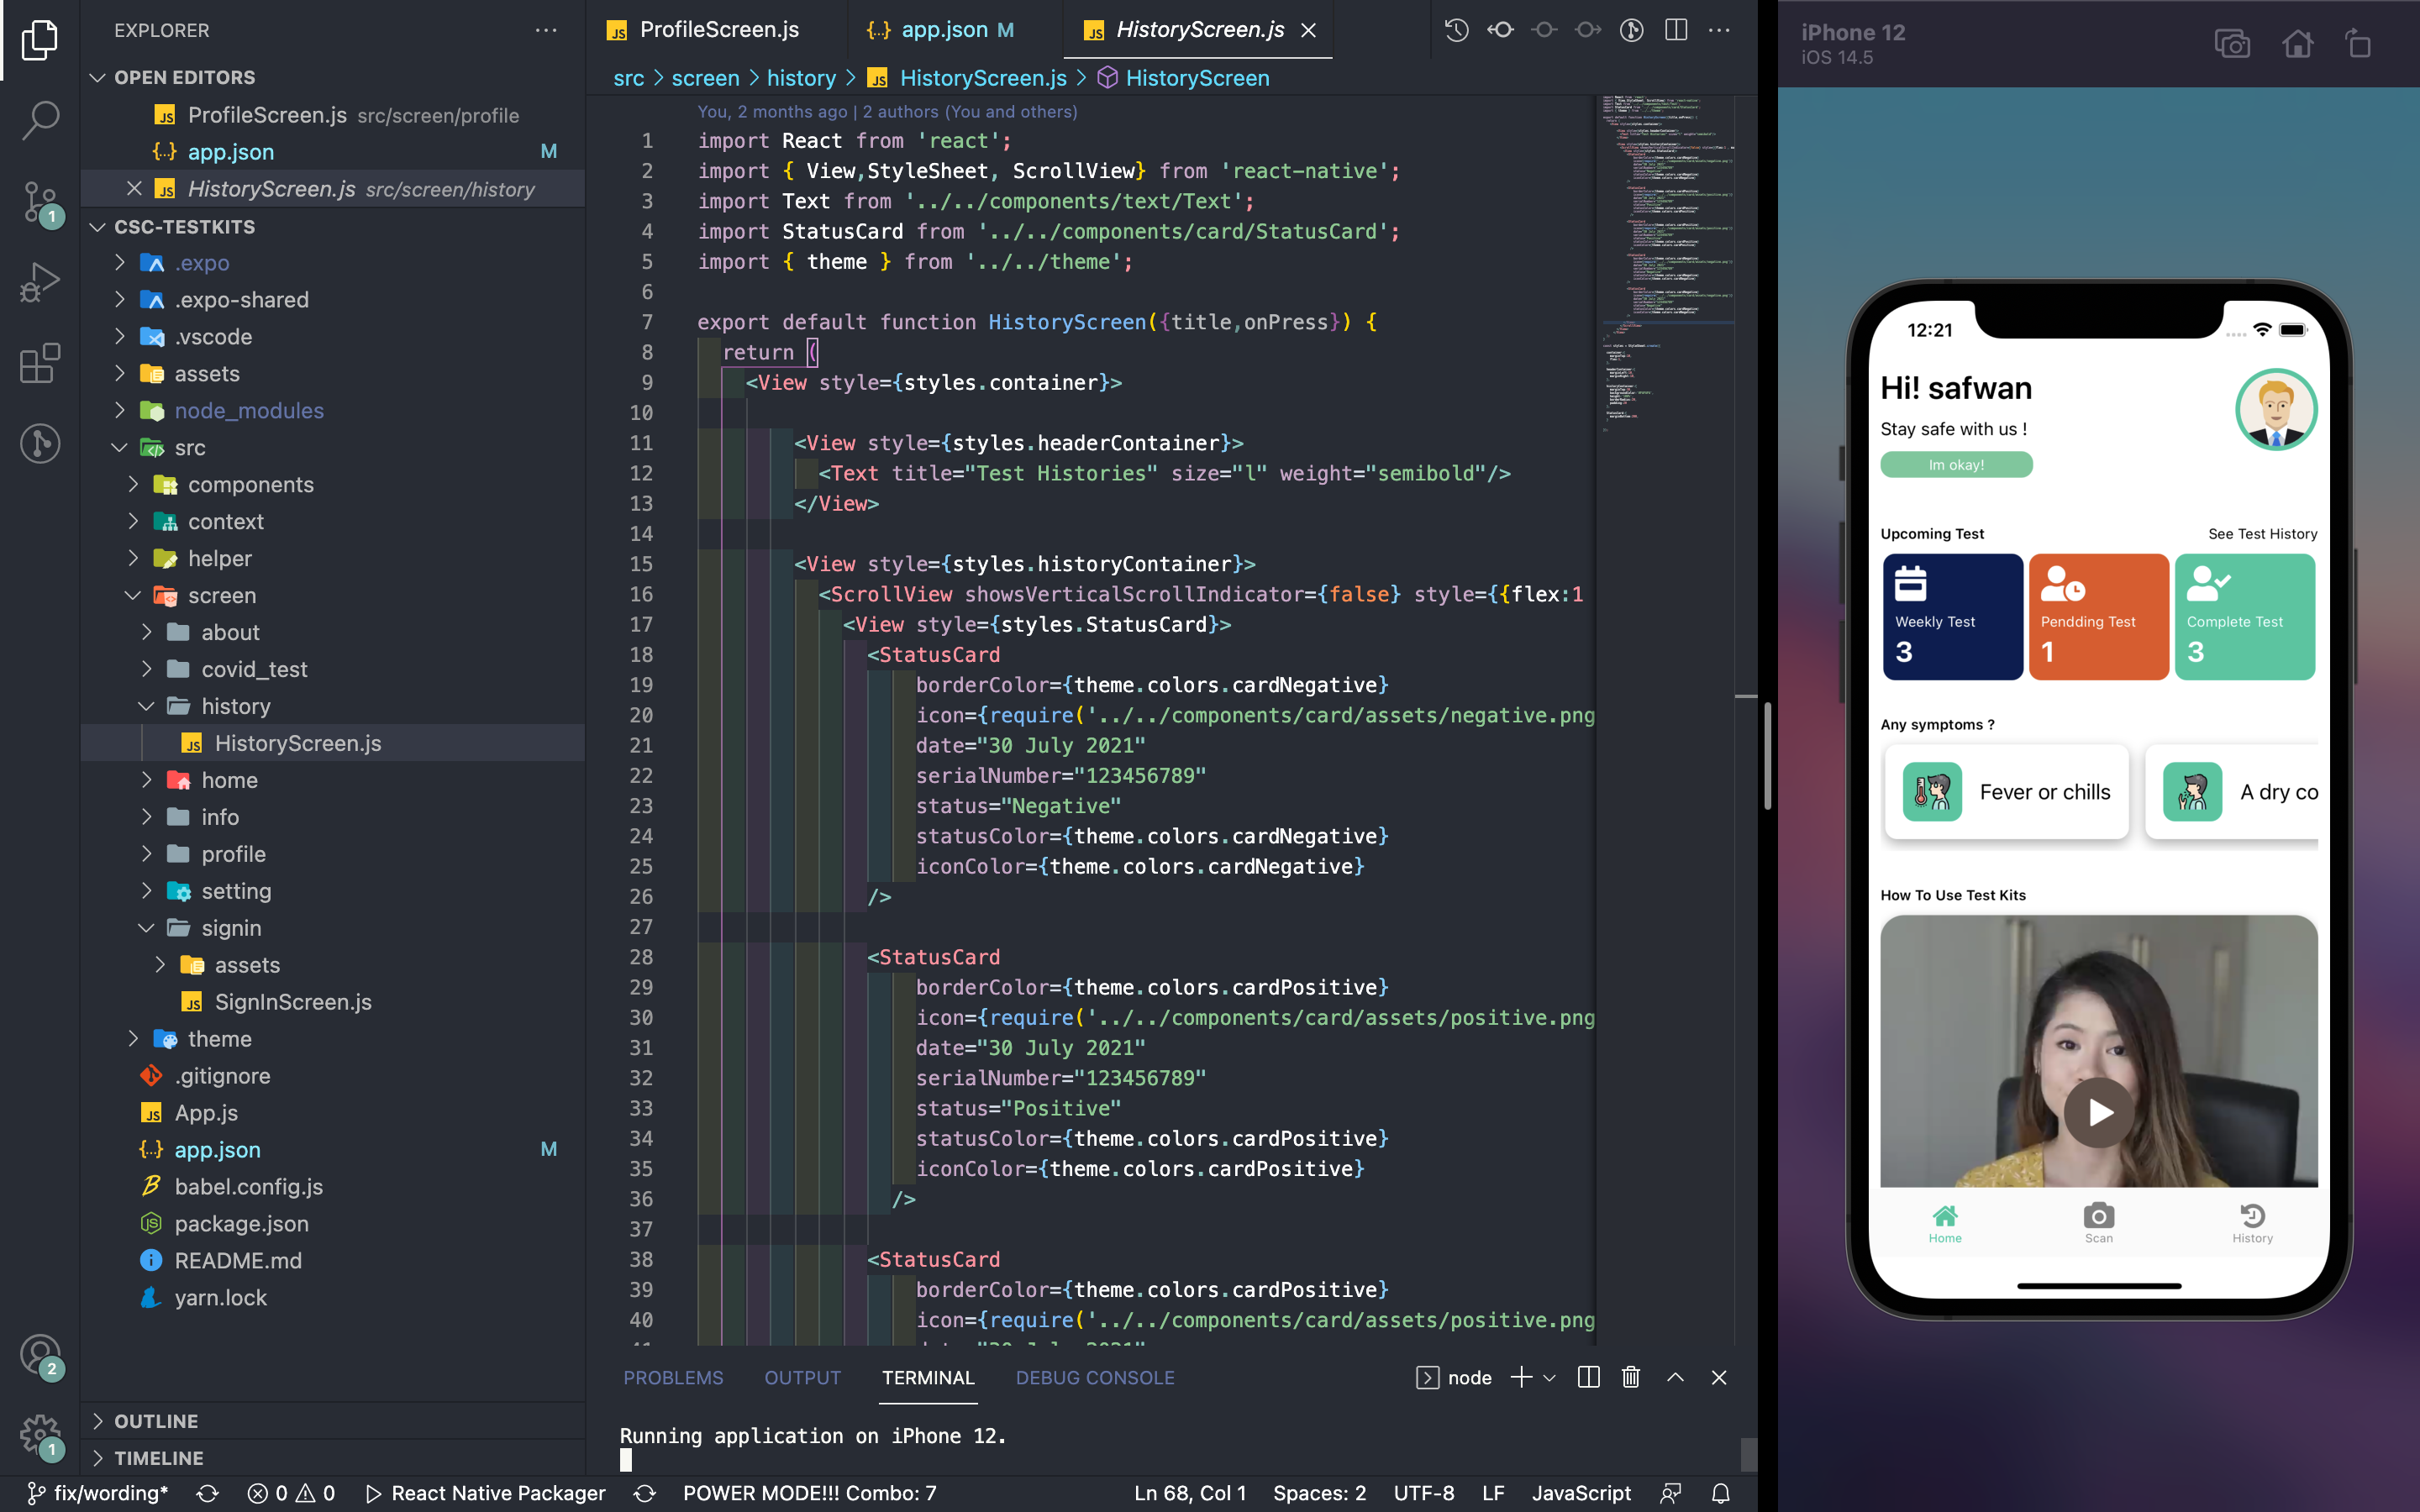 EXPLORER
OPEN EDITORS
ProfileScreen.js src/screen/profile
app.json M
HistoryScreen.js src/screen/history
CSC-TESTKITS
.expo
.expo-shared
.vscode
assets
node_modules
src
components
context
helper
screen
about
covid_test
history
HistoryScreen.js
home
info
profile
setting
signin
assets
SignInScreen.js
theme
.gitignore
App.js
app.json M
babel.config.js
package.json
README.md
yarn.lock
OUTLINE
TIMELINE
1
2
1
ProfileScreen.js
app.json M
HistoryScreen.js
src > screen > history > HistoryScreen.js > HistoryScreen
You, 2 months ago | 2 authors (You and others)
1 import React from 'react';
2 import { View,StyleSheet, ScrollView} from 'react-native';
3 import Text from '../../components/text/Text';
4 import StatusCard from '../../components/card/StatusCard';
5 import { theme } from '../../theme';
6
7 export default function HistoryScreen({title,onPress}) {
8 return (
9 <View style={styles.container}>
10
11 <View style={styles.headerContainer}>
12 <Text title="Test Histories" size="l" weight="semibold"/>
13 </View>
14
15 <View style={styles.historyContainer}>
16 <ScrollView showsVerticalScrollIndicator={false} style={{flex:1
17 <View style={styles.StatusCard}>
18 <StatusCard
19 borderColor={theme.colors.cardNegative}
20 icon={require('../../components/card/assets/negative.png
21 date="30 July 2021"
22 serialNumber="123456789"
23 status="Negative"
24 statusColor={theme.colors.cardNegative}
25 iconColor={theme.colors.cardNegative}
26 />
27
28 <StatusCard
29 borderColor={theme.colors.cardPositive}
30 icon={require('../../components/card/assets/positive.png
31 date="30 July 2021"
32 serialNumber="123456789"
33 status="Positive"
34 statusColor={theme.colors.cardPositive}
35 iconColor={theme.colors.cardPositive}
36 />
37
38 <StatusCard
39 borderColor={theme.colors.cardPositive}
40 icon={require('../../components/card/assets/positive.png
PROBLEMS OUTPUT TERMINAL DEBUG CONSOLE
node
Running application on iPhone 12.
fix/wording* 0 0 React Native Packager POWER MODE!!! Combo: 7 Ln 68, Col 1 Spaces: 2 UTF-8 LF JavaScript
iPhone 12
iOS 14.5
12:21
Hi! safwan
Stay safe with us !
Im okay!
Upcoming Test See Test History
Weekly Test
3
Pendding Test
1
Complete Test
3
Any symptoms ?
Fever or chills
A dry co
How To Use Test Kits
Home
Scan
History